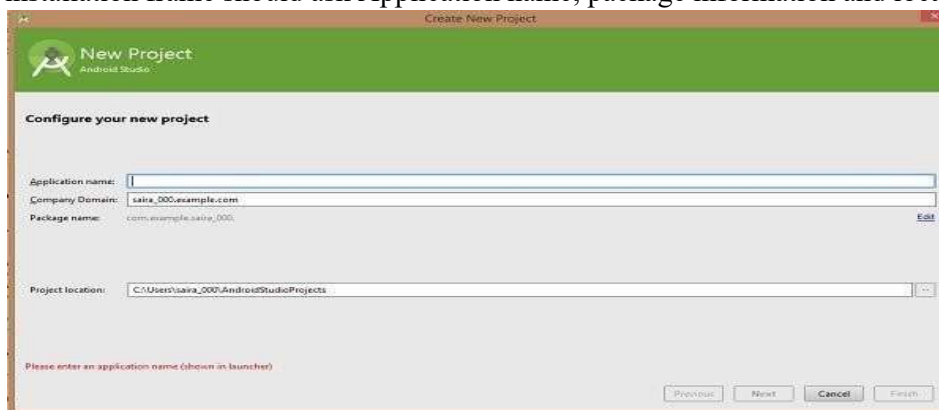 Create New Project
New Project
Android Studio
Configure your new project
Application name:
Company Domain: saira_000.example.com
Package name: com.example.saira_000. Edit
Project location: C:\Users\saira_000\AndroidStudioProjects ...
Please enter an application name (shown in launcher)
Previous Next Cancel Finish